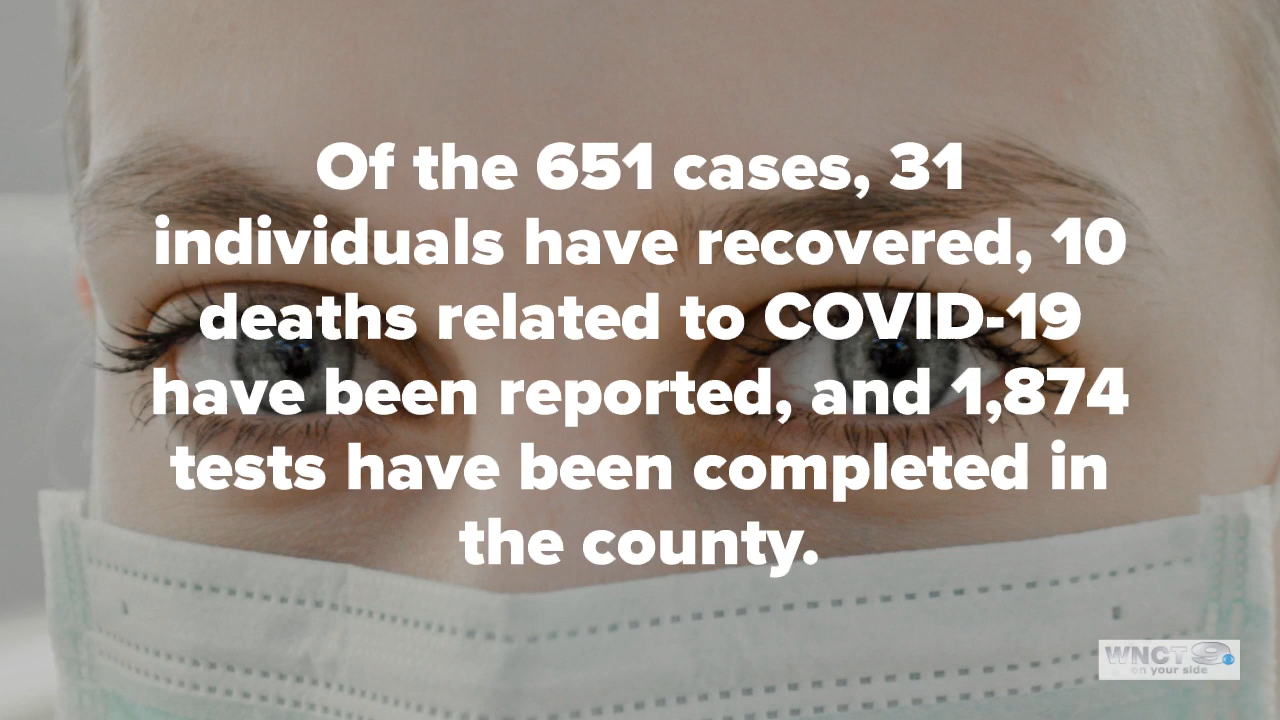 Of the 651 cases, 31
individuals have recovered, 10
deaths related to COVID-19
have been reported, and 1,874
tests have been completed in
the county.
WNCT 9
on your side